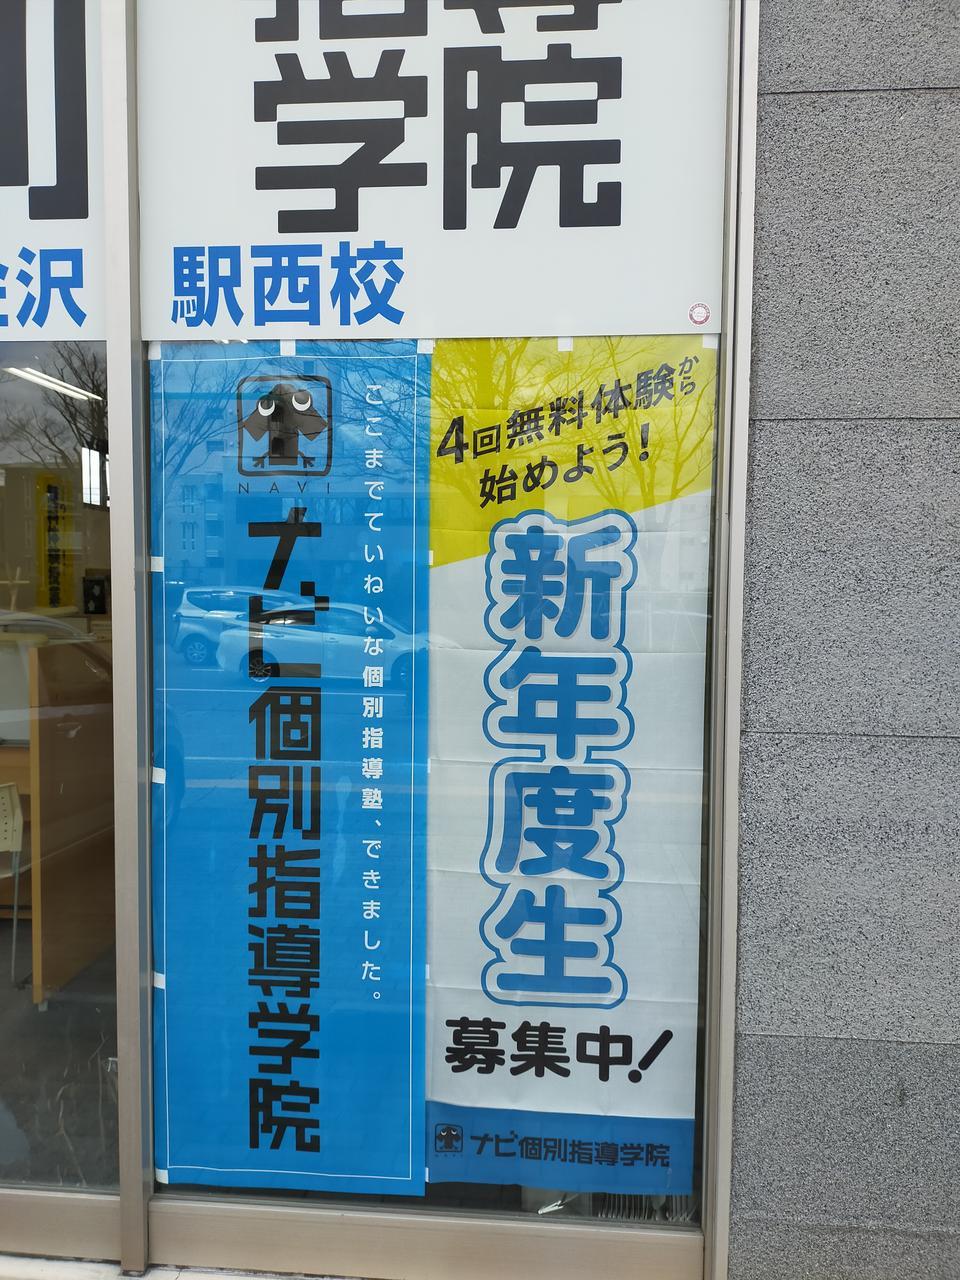 指導
学院
金沢
駅西校
NAVI
ナビ個別指導学院
ここまでていねいな個別指導塾、できました。
4回無料体験から
始めよう!
新年度生
募集中!
ナビ個別指導学院